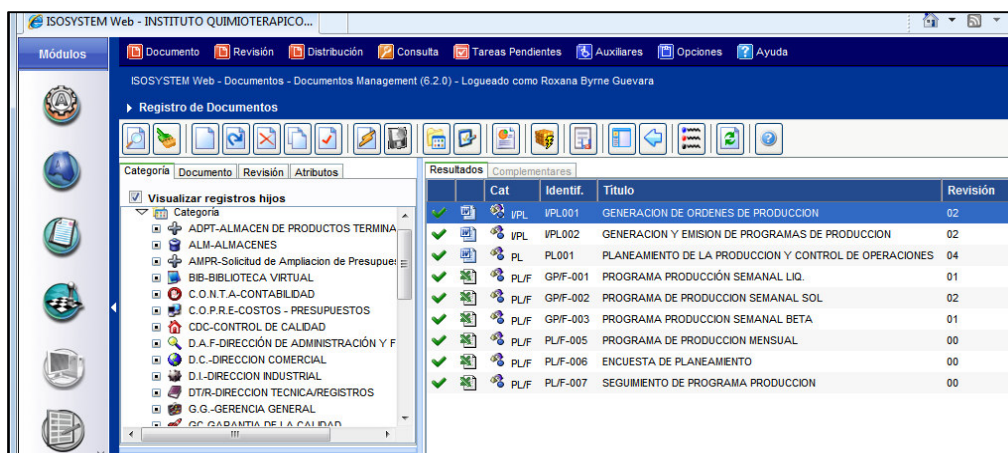 ISOSYSTEM Web - INSTITUTO QUIMIOTERAPICO...
Módulos
Documento Revisión Distribución Consulta Tareas Pendientes Auxiliares Opciones Ayuda
ISOSYSTEM Web - Documentos - Documentos Management (6.2.0) - Logueado como Roxana Byrne Guevara
Registro de Documentos
Categoría Documento Revisión Atributos
Visualizar registros hijos
Categoría
ADPT-ALMACEN DE PRODUCTOS TERMINA
ALM-ALMACENES
AMPR-Solicitud de Ampliacion de Presupues
BIB-BIBLIOTECA VIRTUAL
C.O.N.T.A-CONTABILIDAD
C.O.P.R.E-COSTOS - PRESUPUESTOS
CDC-CONTROL DE CALIDAD
D.A.F-DIRECCIÓN DE ADMINISTRACIÓN Y F
D.C.-DIRECCION COMERCIAL
D.I.-DIRECCION INDUSTRIAL
DT/R-DIRECCION TECNICA/REGISTROS
G.G.-GERENCIA GENERAL
GC-GARANTIA DE LA CALIDAD
Resultados Complementares
Cat Identif. Título Revisión
I/PL I/PL001 GENERACION DE ORDENES DE PRODUCCION 02
I/PL I/PL002 GENERACION Y EMISION DE PROGRAMAS DE PRODUCCION 02
PL PL001 PLANEAMIENTO DE LA PRODUCCION Y CONTROL DE OPERACIONES 04
PL/F GP/F-001 PROGRAMA PRODUCCIÓN SEMANAL LIQ. 01
PL/F GP/F-002 PROGRAMA DE PRODUCCION SEMANAL SOL 02
PL/F GP/F-003 PROGRAMA PRODUCCION SEMANAL BETA 01
PL/F PL/F-005 PROGRAMA DE PRODUCCION MENSUAL 00
PL/F PL/F-006 ENCUESTA DE PLANEAMIENTO 00
PL/F PL/F-007 SEGUIMIENTO DE PROGRAMA PRODUCCION 00